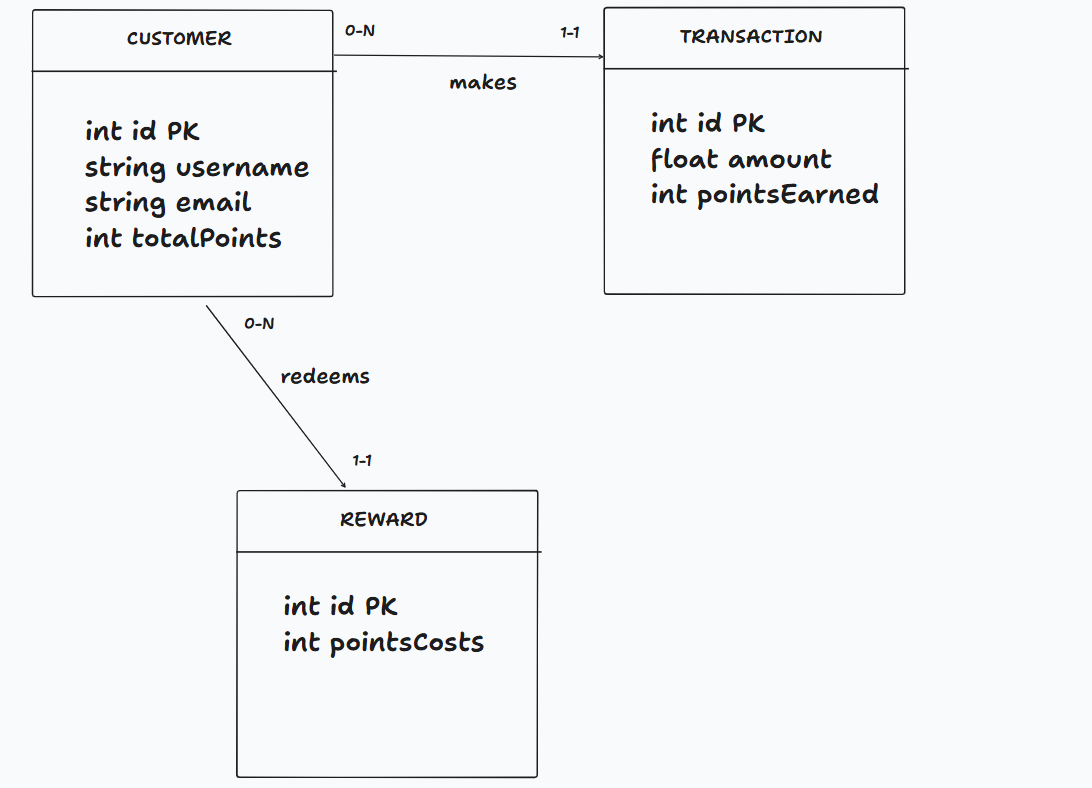 CUSTOMER
int id PK
string username
string email
int totalPoints
0-N
1-1
makes
TRANSACTION
int id PK
float amount
int pointsEarned
0-N
redeems
1-1
REWARD
int id PK
int pointsCosts